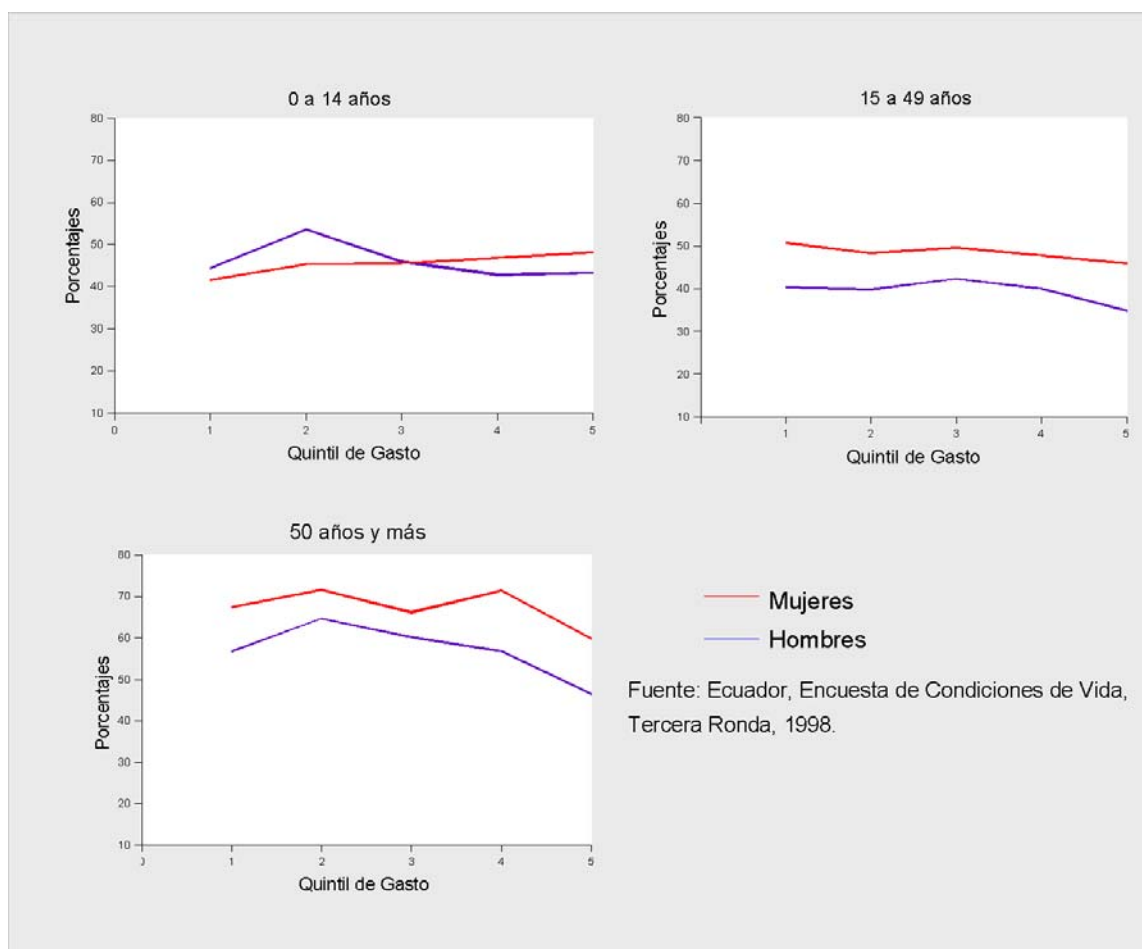 0 a 14 años
80
70
60
50
40
30
20
10
0 1 2 3 4 5
Porcentajes
Quintil de Gasto
15 a 49 años
80
70
60
50
40
30
20
10
1 2 3 4 5
Porcentajes
Quintil de Gasto
50 años y más
80
70
60
50
40
30
20
10
1 2 3 4 5
Porcentajes
Quintil de Gasto
Mujeres
Hombres
Fuente: Ecuador, Encuesta de Condiciones de Vida,
Tercera Ronda, 1998.